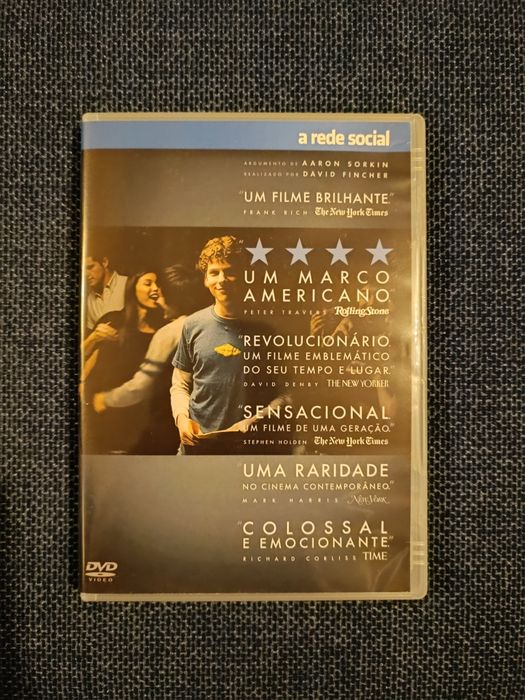 a rede social
ARGUMENTO DE AARON SORKIN
REALIZADO POR DAVID FINCHER
"UM FILME BRILHANTE."
FRANK RICH The New York Times
"★★★★
UM MARCO
AMERICANO"
PETER TRAVERS RollingStone
"REVOLUCIONÁRIO.
UM FILME EMBLEMÁTICO
DO SEU TEMPO E LUGAR."
DAVID DENBY THE NEW YORKER
"SENSACIONAL.
UM FILME DE UMA GERAÇÃO."
STEPHEN HOLDEN The New York Times
"UMA RARIDADE
NO CINEMA CONTEMPORÂNEO."
MARK HARRIS New York
"COLOSSAL
E EMOCIONANTE."
RICHARD CORLISS TIME
DVD
VIDEO